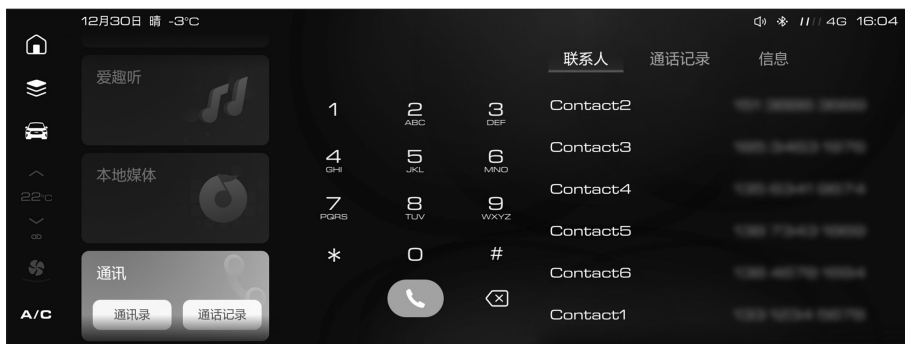 12月30日 晴 -3°C
4G 16:04
联系人 通话记录 信息
爱趣听
本地媒体
22°C
A/C
通讯
通讯录 通话记录
1 2 ABC 3 DEF
4 GHI 5 JKL 6 MNO
7 PQRS 8 TUV 9 WXYZ
* 0 #
Contact2
Contact3
Contact4
Contact5
Contact6
Contact1